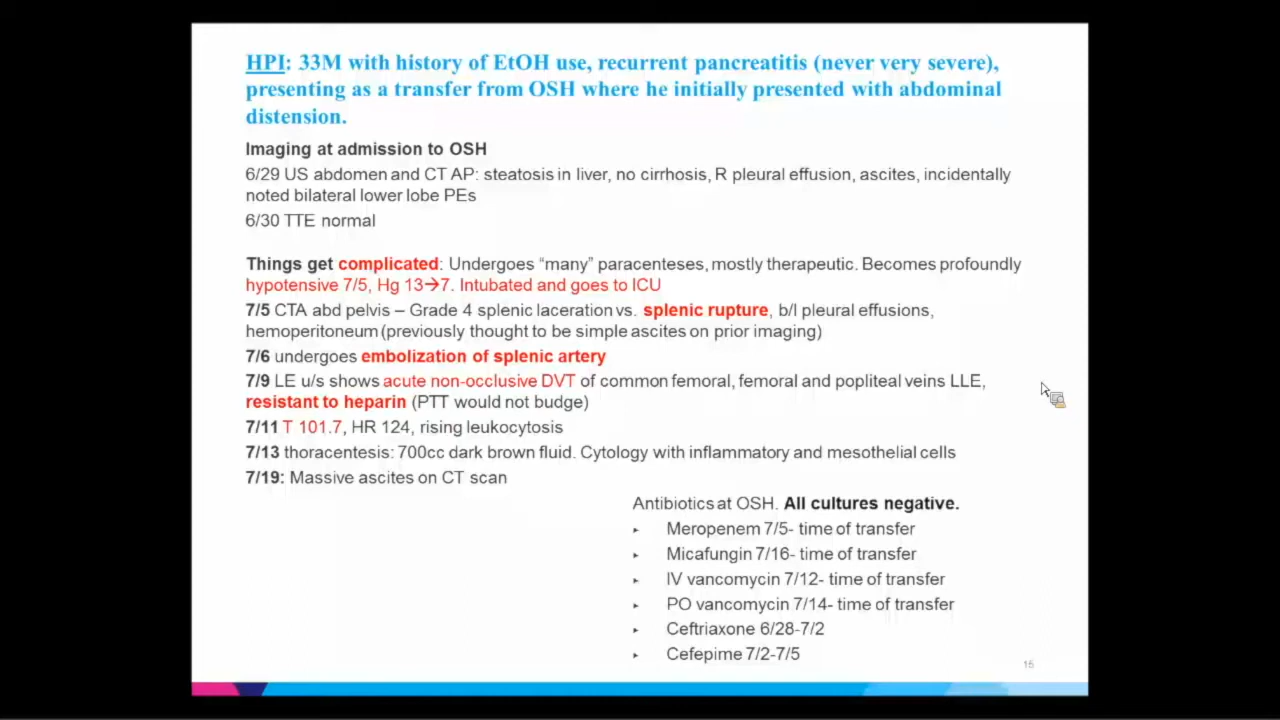 HPI: 33M with history of EtOH use, recurrent pancreatitis (never very severe),
presenting as a transfer from OSH where he initially presented with abdominal
distension.
Imaging at admission to OSH
6/29 US abdomen and CT AP: steatosis in liver, no cirrhosis, R pleural effusion, ascites, incidentally
noted bilateral lower lobe PEs
6/30 TTE normal
Things get complicated: Undergoes “many” paracenteses, mostly therapeutic. Becomes profoundly
hypotensive 7/5, Hg 13→7. Intubated and goes to ICU
7/5 CTA abd pelvis – Grade 4 splenic laceration vs. splenic rupture, b/l pleural effusions,
hemoperitoneum (previously thought to be simple ascites on prior imaging)
7/6 undergoes embolization of splenic artery
7/9 LE u/s shows acute non-occlusive DVT of common femoral, femoral and popliteal veins LLE,
resistant to heparin (PTT would not budge)
7/11 T 101.7, HR 124, rising leukocytosis
7/13 thoracentesis: 700cc dark brown fluid. Cytology with inflammatory and mesothelial cells
7/19: Massive ascites on CT scan
Antibiotics at OSH. All cultures negative.
▸ Meropenem 7/5- time of transfer
▸ Micafungin 7/16- time of transfer
▸ IV vancomycin 7/12- time of transfer
▸ PO vancomycin 7/14- time of transfer
▸ Ceftriaxone 6/28-7/2
▸ Cefepime 7/2-7/5